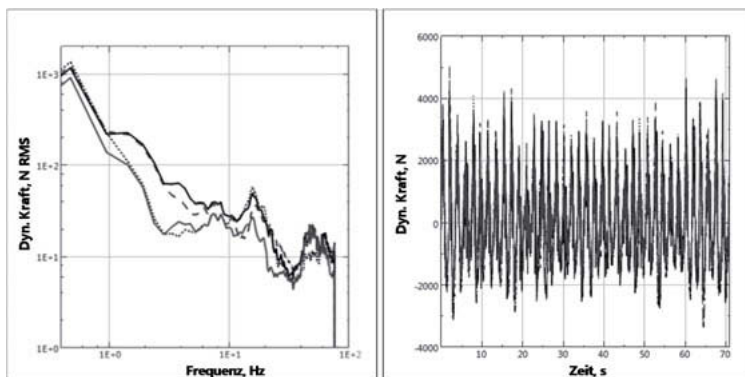 1E+3
1E+2
1E+1
1E+0
Dyn. Kraft, N RMS
1E+0 1E+1 1E+2
Frequenz, Hz
6000
4000
2000
0
-2000
-4000
Dyn. Kraft, N
10 20 30 40 50 60 70
Zeit, s